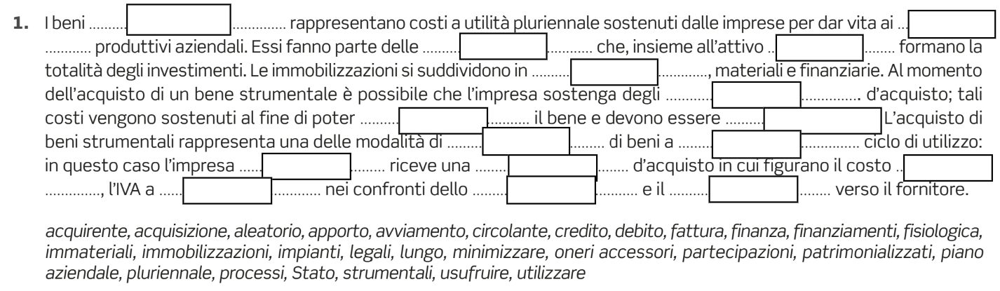 1. I beni .......... .............. rappresentano costi a utilità pluriennale sostenuti dalle imprese per dar vita ai ...
............ produttivi aziendali. Essi fanno parte delle ......... ............ che, insieme all'attivo .. ........ formano la
totalità degli investimenti. Le immobilizzazioni si suddividono in ......... ............., materiali e finanziarie. Al momento
dell'acquisto di un bene strumentale è possibile che l'impresa sostenga degli ........... .............. d'acquisto; tali
costi vengono sostenuti al fine di poter ......... ........... il bene e devono essere ......... L'acquisto di
beni strumentali rappresenta una delle modalità di ........ ......... di beni a ........ .............. ciclo di utilizzo:
in questo caso l'impresa ...... ......... riceve una ........ ........ d'acquisto in cui figurano il costo ..
............., l'IVA a ...... ............ nei confronti dello ........ .......... e il ......... ........ verso il fornitore.
acquirente, acquisizione, aleatorio, apporto, avviamento, circolante, credito, debito, fattura, finanza, finanziamenti, fisiologica,
immateriali, immobilizzazioni, impianti, legali, lungo, minimizzare, oneri accessori, partecipazioni, patrimonializzati, piano
aziendale, pluriennale, processi, Stato, strumentali, usufruire, utilizzare